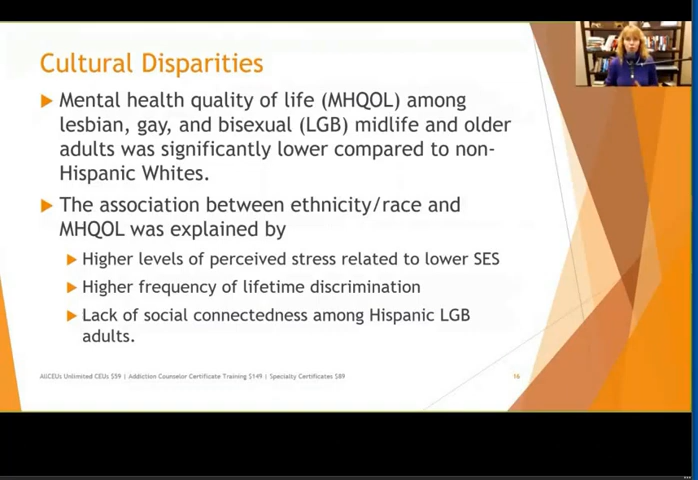 Cultural Disparities
Mental health quality of life (MHQOL) among
lesbian, gay, and bisexual (LGB) midlife and older
adults was significantly lower compared to non-
Hispanic Whites.
The association between ethnicity/race and
MHQOL was explained by
Higher levels of perceived stress related to lower SES
Higher frequency of lifetime discrimination
Lack of social connectedness among Hispanic LGB
adults.
AllCEUs Unlimited CEUs $59 | Addiction Counselor Certificate Training $149 | Specialty Certificates $89
16